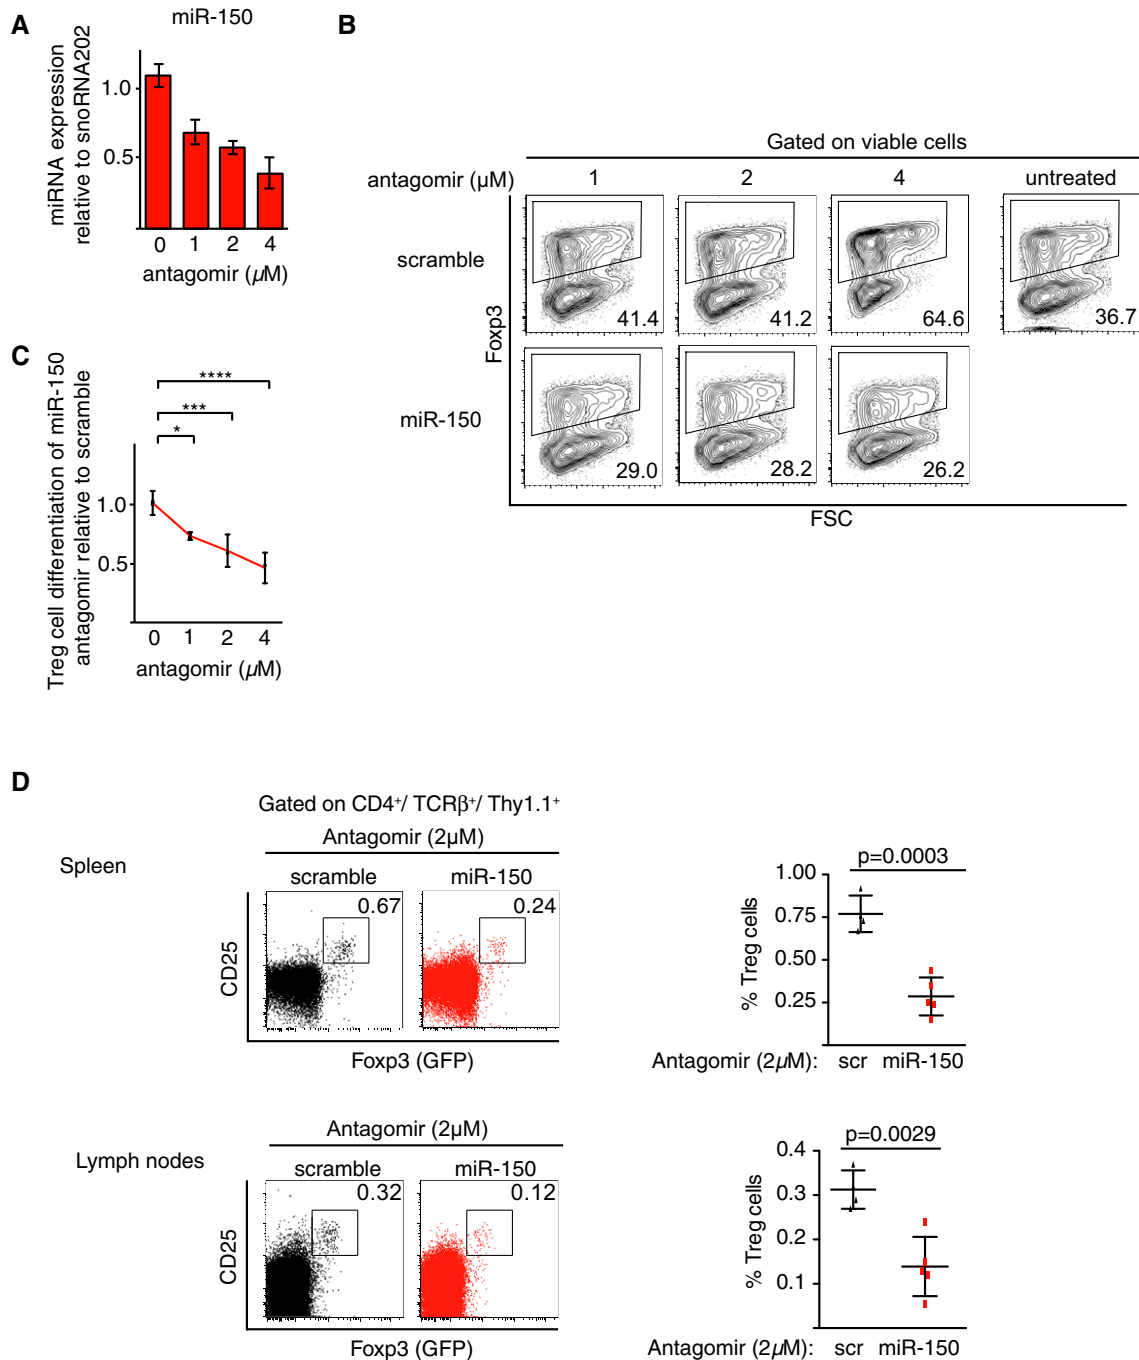 A
miR-150
miRNA expression
relative to snoRNA202
1.0
0.5
0 1 2 4
antagomir (µM)
B
Gated on viable cells
antagomir (µM) 1 2 4 untreated
scramble
41.4 41.2 64.6 36.7
Foxp3
miR-150
29.0 28.2 26.2
FSC
C
Treg cell differentiation of miR-150
antagomir relative to scramble
****
***
*
1.0
0.5
0 1 2 4
antagomir (µM)
D
Gated on CD4+/ TCRβ+/ Thy1.1+
Spleen
Antagomir (2µM)
scramble miR-150
0.67 0.24
CD25
Foxp3 (GFP)
p=0.0003
% Treg cells
1.00
0.75
0.50
0.25
Antagomir (2µM): scr miR-150
Lymph nodes
Antagomir (2µM)
scramble miR-150
0.32 0.12
CD25
Foxp3 (GFP)
p=0.0029
% Treg cells
0.4
0.3
0.2
0.1
Antagomir (2µM): scr miR-150